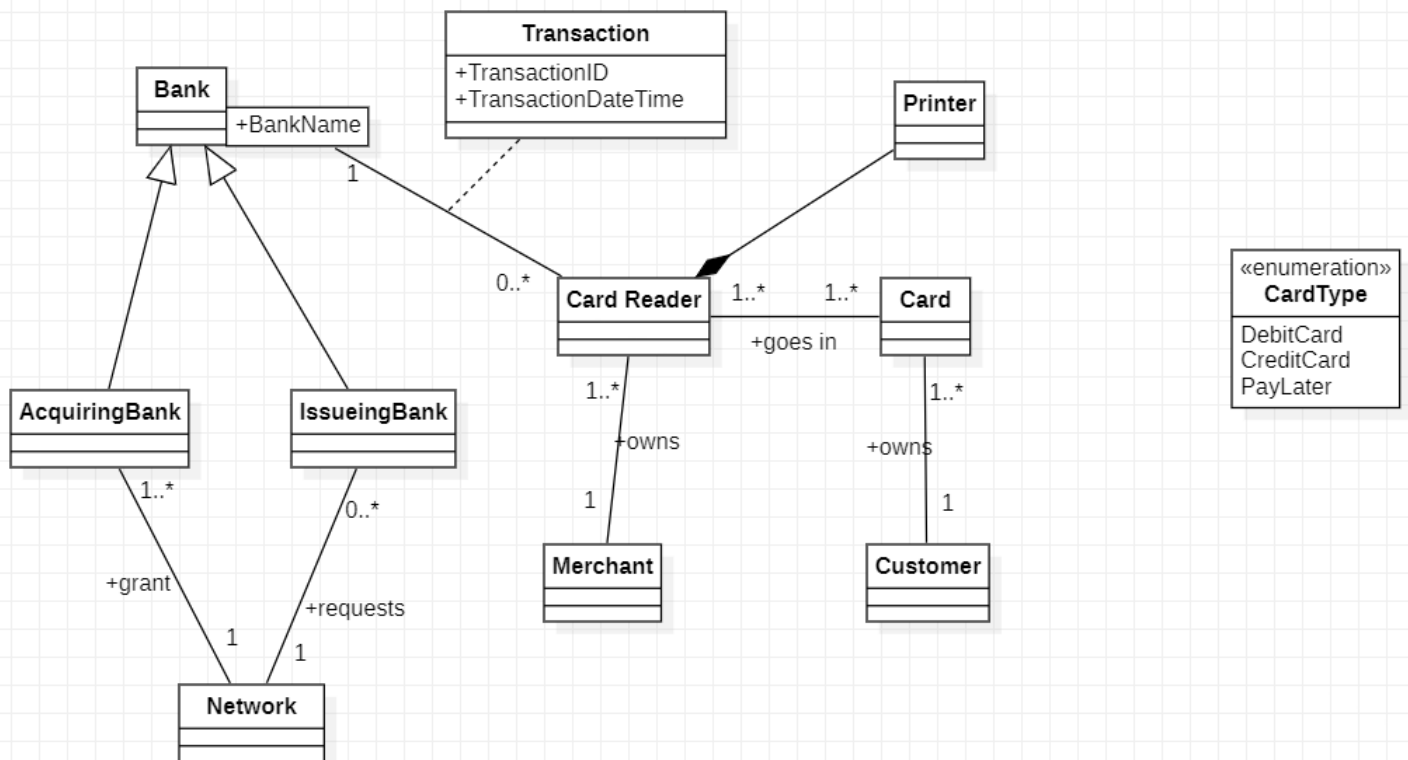 Transaction
+TransactionID
+TransactionDateTime
Bank
+BankName
Printer
1
0..*
Card Reader
1..*
1..*
Card
+goes in
«enumeration»
CardType
DebitCard
CreditCard
PayLater
AcquiringBank
IssueingBank
1..*
+owns
1
1..*
+owns
1
1..*
0..*
+grant
+requests
1
1
Merchant
Customer
Network